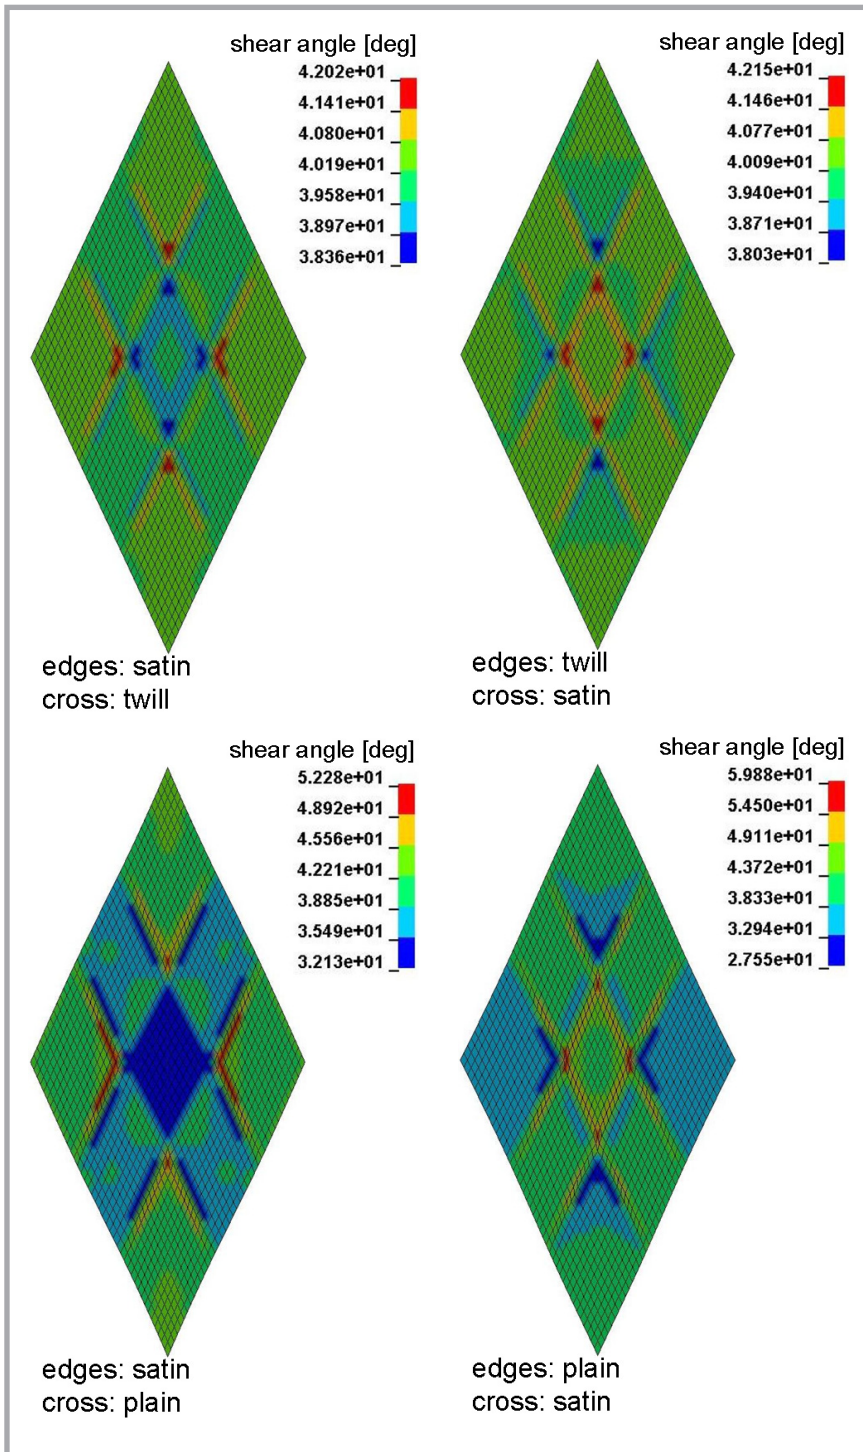 shear angle [deg]
4.202e+01
4.141e+01
4.080e+01
4.019e+01
3.958e+01
3.897e+01
3.836e+01
edges: satin
cross: twill
shear angle [deg]
4.215e+01
4.146e+01
4.077e+01
4.009e+01
3.940e+01
3.871e+01
3.803e+01
edges: twill
cross: satin
shear angle [deg]
5.228e+01
4.892e+01
4.556e+01
4.221e+01
3.885e+01
3.549e+01
3.213e+01
edges: satin
cross: plain
shear angle [deg]
5.988e+01
5.450e+01
4.911e+01
4.372e+01
3.833e+01
3.294e+01
2.755e+01
edges: plain
cross: satin